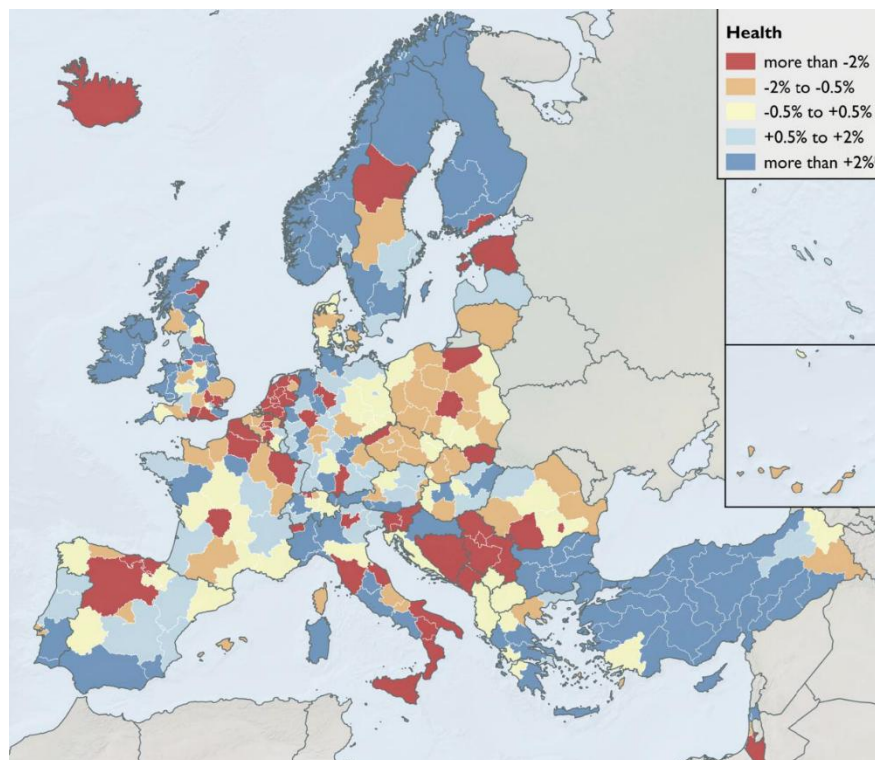 Health
more than -2%
-2% to -0.5%
-0.5% to +0.5%
+0.5% to +2%
more than +2%